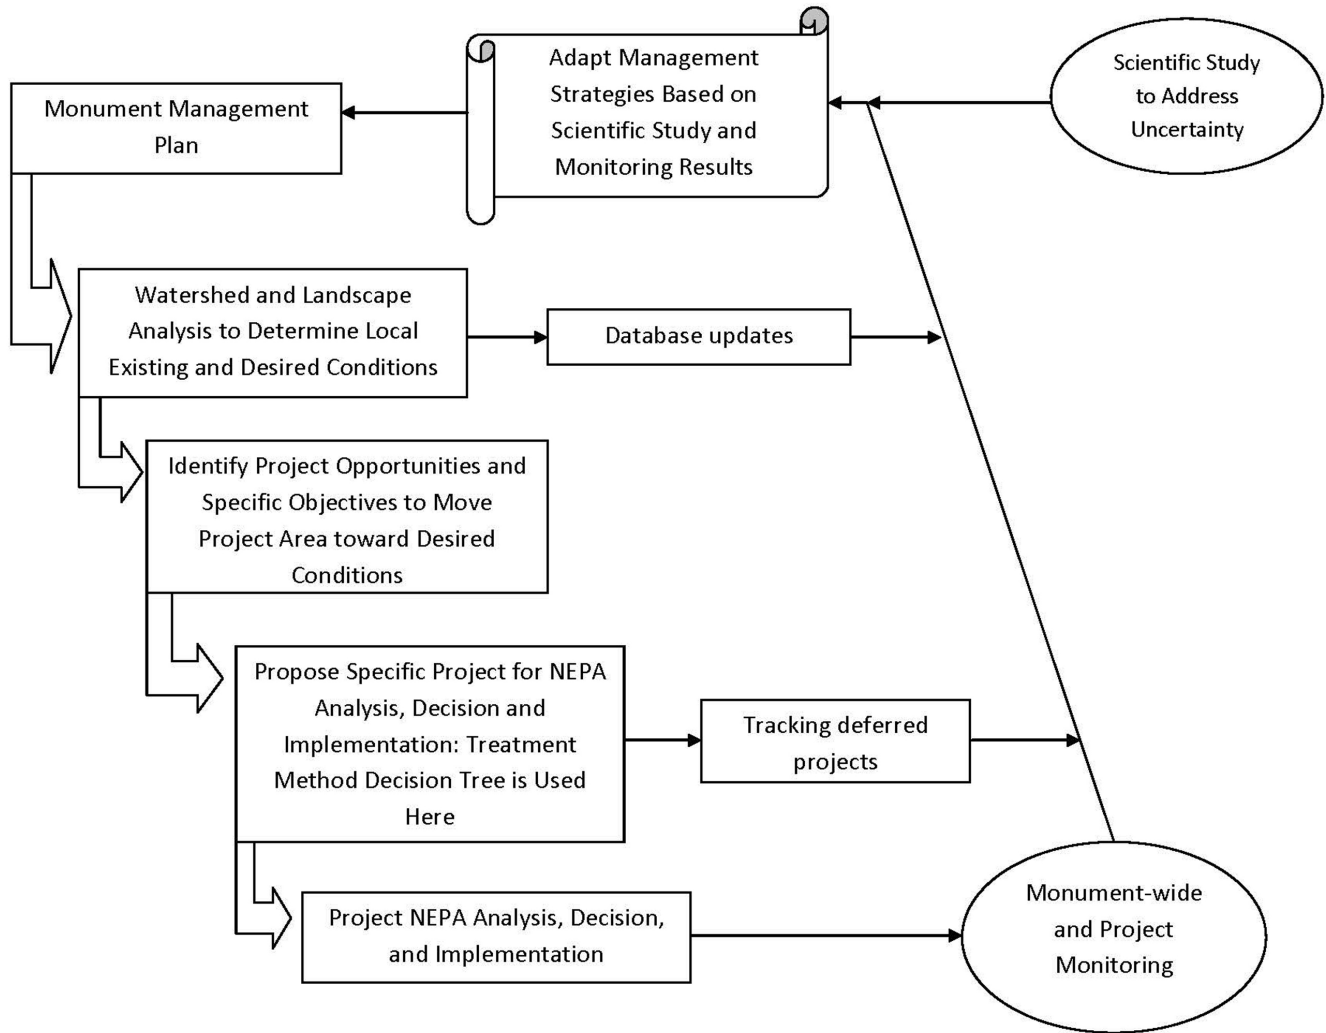 Monument Management
Plan
Adapt Management
Strategies Based on
Scientific Study and
Monitoring Results
Scientific Study
to Address
Uncertainty
Watershed and Landscape
Analysis to Determine Local
Existing and Desired Conditions
Database updates
Identify Project Opportunities and
Specific Objectives to Move
Project Area toward Desired
Conditions
Propose Specific Project for NEPA
Analysis, Decision and
Implementation: Treatment
Method Decision Tree is Used
Here
Tracking deferred
projects
Project NEPA Analysis, Decision,
and Implementation
Monument-wide
and Project
Monitoring